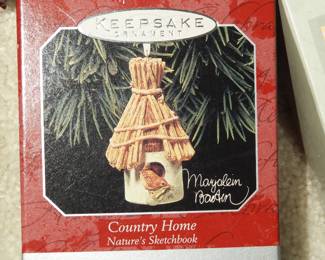 KEEPSAKE
ORNAMENT
Marjolein
Bastin
Country Home
Nature's Sketchbook